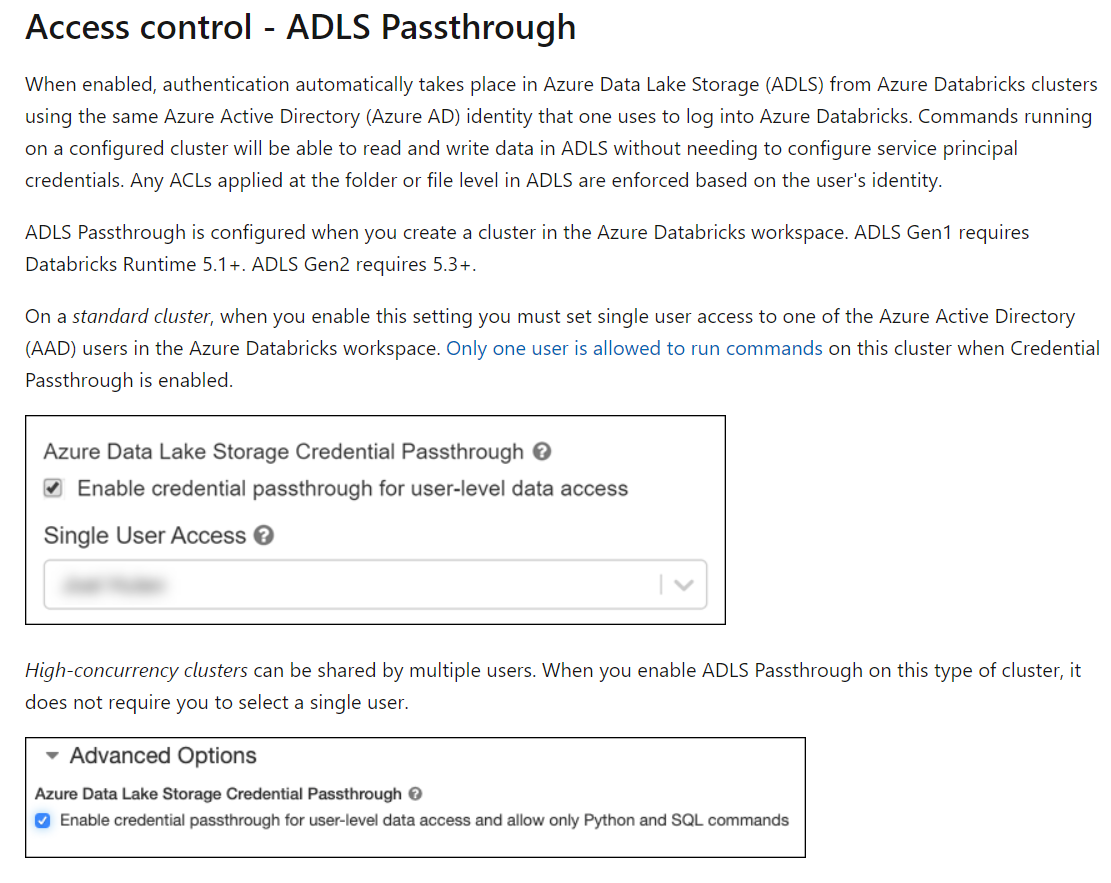 Access control - ADLS Passthrough
When enabled, authentication automatically takes place in Azure Data Lake Storage (ADLS) from Azure Databricks clusters
using the same Azure Active Directory (Azure AD) identity that one uses to log into Azure Databricks. Commands running
on a configured cluster will be able to read and write data in ADLS without needing to configure service principal
credentials. Any ACLs applied at the folder or file level in ADLS are enforced based on the user's identity.
ADLS Passthrough is configured when you create a cluster in the Azure Databricks workspace. ADLS Gen1 requires
Databricks Runtime 5.1+. ADLS Gen2 requires 5.3+.
On a standard cluster, when you enable this setting you must set single user access to one of the Azure Active Directory
(AAD) users in the Azure Databricks workspace. Only one user is allowed to run commands on this cluster when Credential
Passthrough is enabled.
Azure Data Lake Storage Credential Passthrough
Enable credential passthrough for user-level data access
Single User Access
High-concurrency clusters can be shared by multiple users. When you enable ADLS Passthrough on this type of cluster, it
does not require you to select a single user.
Advanced Options
Azure Data Lake Storage Credential Passthrough
Enable credential passthrough for user-level data access and allow only Python and SQL commands